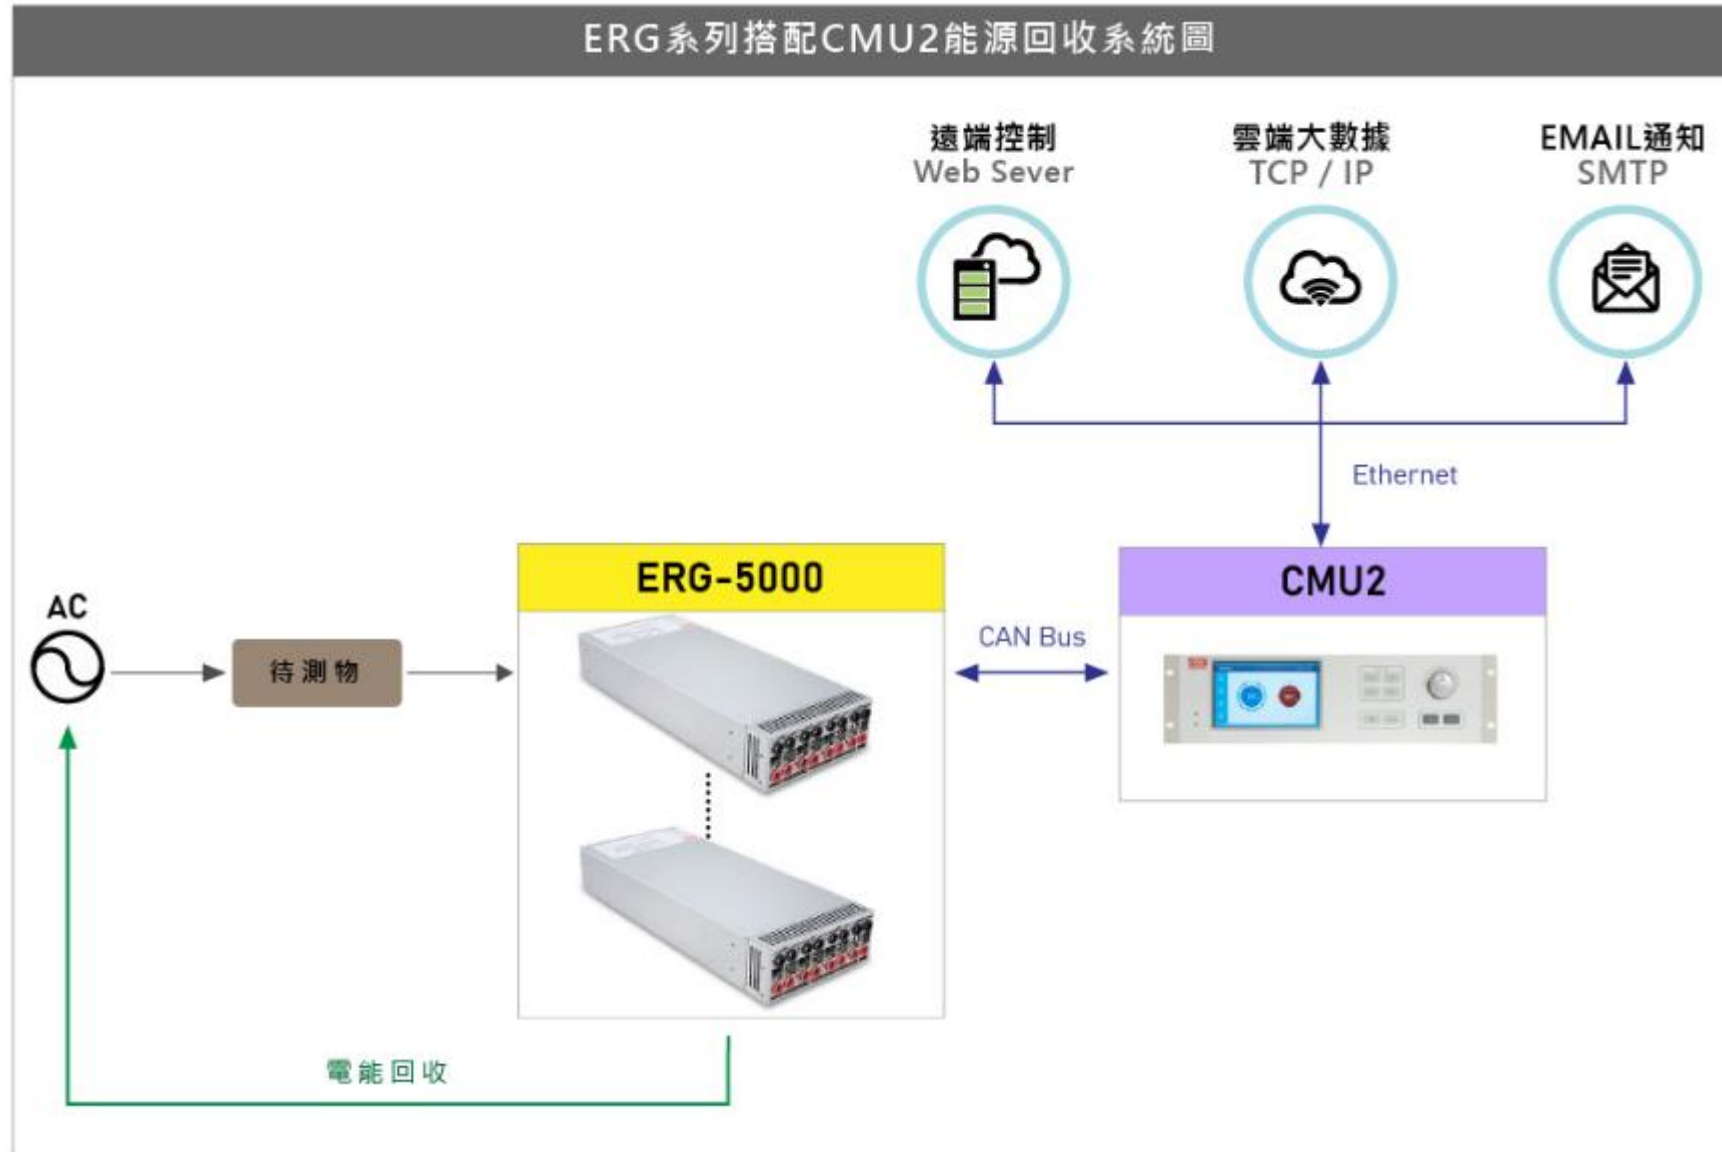 ERG系列搭配CMU2能源回收系統圖
遠端控制
Web Sever
雲端大數據
TCP / IP
EMAIL通知
SMTP
Ethernet
ERG-5000
CMU2
AC
待測物
CAN Bus
電能回收